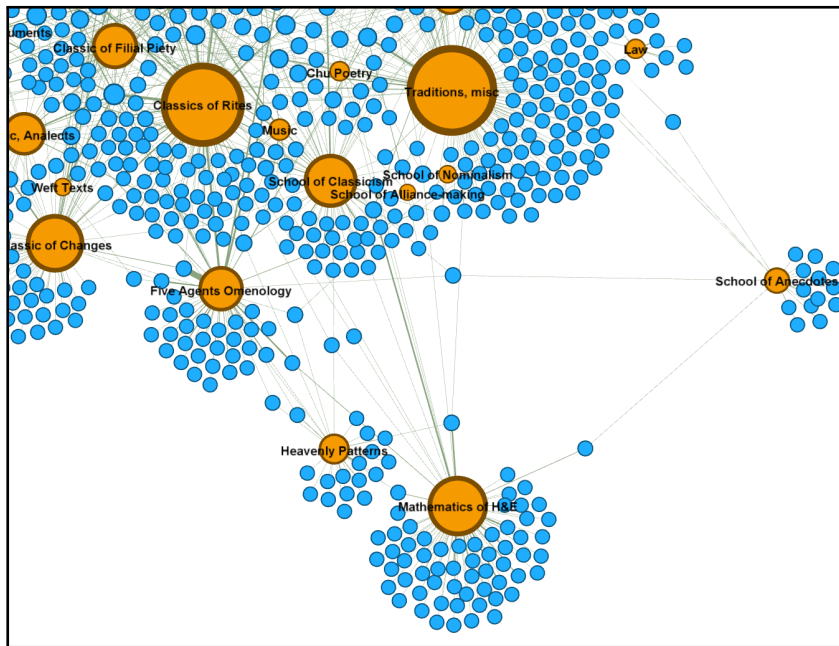 uments
Classic of Filial Piety
Law
Chu Poetry
Traditions, misc
Classics of Rites
Music
c, Analects
School of Nominalism
School of Classicism
Weft Texts
School of Alliance-making
lassic of Changes
School of Anecdotes
Five Agents Omenology
Heavenly Patterns
Mathematics of H&E